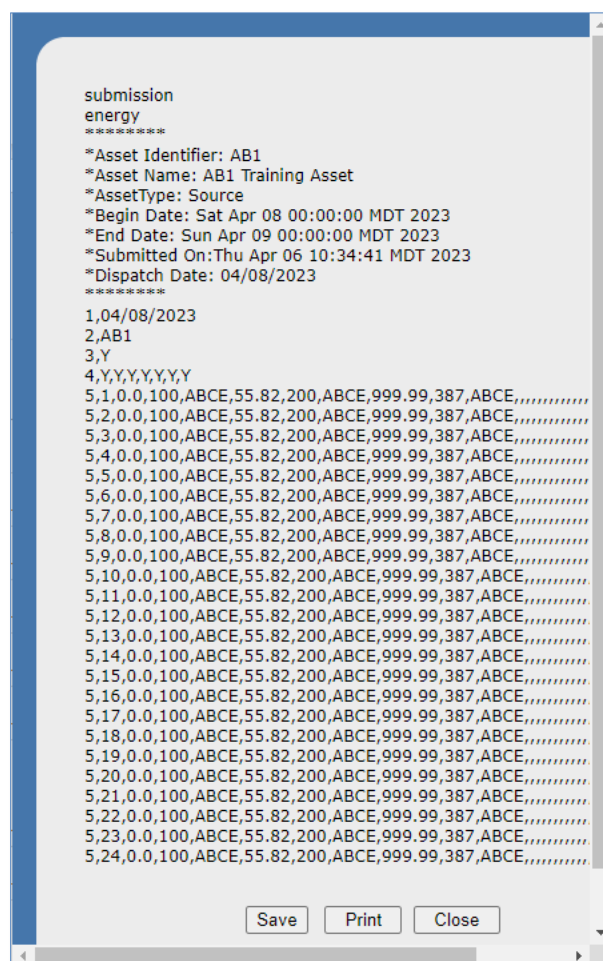 submission
energy
********
*Asset Identifier: AB1
*Asset Name: AB1 Training Asset
*AssetType: Source
*Begin Date: Sat Apr 08 00:00:00 MDT 2023
*End Date: Sun Apr 09 00:00:00 MDT 2023
*Submitted On:Thu Apr 06 10:34:41 MDT 2023
*Dispatch Date: 04/08/2023
********
1,04/08/2023
2,AB1
3,Y
4,Y,Y,Y,Y,Y,Y,Y
5,1,0.0,100,ABCE,55.82,200,ABCE,999.99,387,ABCE,,,,,,,,,,,,,
5,2,0.0,100,ABCE,55.82,200,ABCE,999.99,387,ABCE,,,,,,,,,,,,,
5,3,0.0,100,ABCE,55.82,200,ABCE,999.99,387,ABCE,,,,,,,,,,,,,
5,4,0.0,100,ABCE,55.82,200,ABCE,999.99,387,ABCE,,,,,,,,,,,,,
5,5,0.0,100,ABCE,55.82,200,ABCE,999.99,387,ABCE,,,,,,,,,,,,,
5,6,0.0,100,ABCE,55.82,200,ABCE,999.99,387,ABCE,,,,,,,,,,,,,
5,7,0.0,100,ABCE,55.82,200,ABCE,999.99,387,ABCE,,,,,,,,,,,,,
5,8,0.0,100,ABCE,55.82,200,ABCE,999.99,387,ABCE,,,,,,,,,,,,,
5,9,0.0,100,ABCE,55.82,200,ABCE,999.99,387,ABCE,,,,,,,,,,,,,
5,10,0.0,100,ABCE,55.82,200,ABCE,999.99,387,ABCE,,,,,,,,,,,
5,11,0.0,100,ABCE,55.82,200,ABCE,999.99,387,ABCE,,,,,,,,,,,
5,12,0.0,100,ABCE,55.82,200,ABCE,999.99,387,ABCE,,,,,,,,,,,
5,13,0.0,100,ABCE,55.82,200,ABCE,999.99,387,ABCE,,,,,,,,,,,
5,14,0.0,100,ABCE,55.82,200,ABCE,999.99,387,ABCE,,,,,,,,,,,
5,15,0.0,100,ABCE,55.82,200,ABCE,999.99,387,ABCE,,,,,,,,,,,
5,16,0.0,100,ABCE,55.82,200,ABCE,999.99,387,ABCE,,,,,,,,,,,
5,17,0.0,100,ABCE,55.82,200,ABCE,999.99,387,ABCE,,,,,,,,,,,
5,18,0.0,100,ABCE,55.82,200,ABCE,999.99,387,ABCE,,,,,,,,,,,
5,19,0.0,100,ABCE,55.82,200,ABCE,999.99,387,ABCE,,,,,,,,,,,
5,20,0.0,100,ABCE,55.82,200,ABCE,999.99,387,ABCE,,,,,,,,,,,
5,21,0.0,100,ABCE,55.82,200,ABCE,999.99,387,ABCE,,,,,,,,,,,
5,22,0.0,100,ABCE,55.82,200,ABCE,999.99,387,ABCE,,,,,,,,,,,
5,23,0.0,100,ABCE,55.82,200,ABCE,999.99,387,ABCE,,,,,,,,,,,
5,24,0.0,100,ABCE,55.82,200,ABCE,999.99,387,ABCE,,,,,,,,,,,
Save Print Close